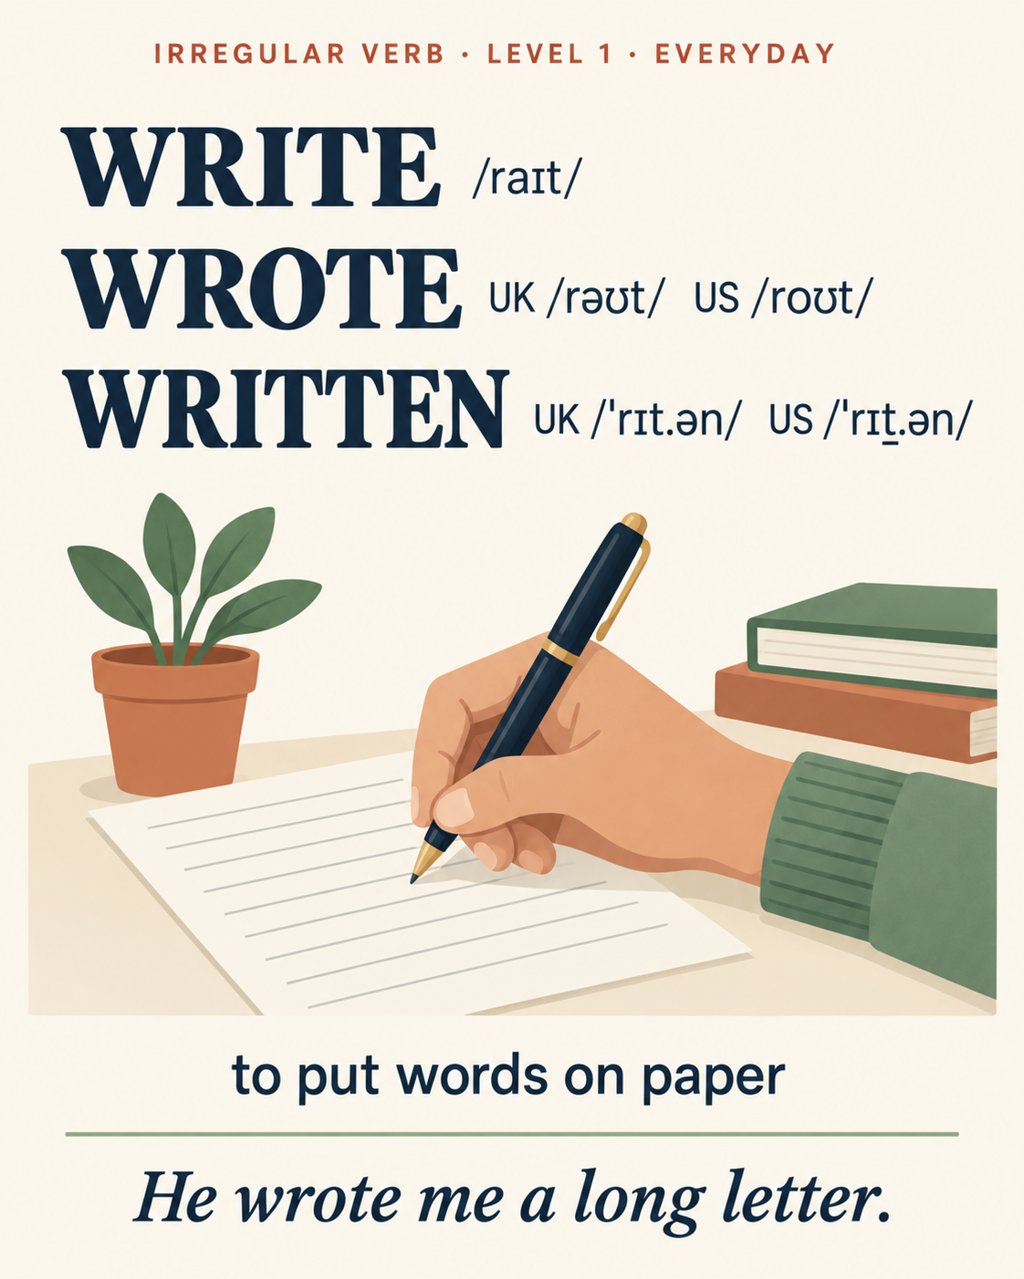 IRREGULAR VERB · LEVEL 1 · EVERYDAY
WRITE /raɪt/
WROTE UK /rəʊt/ US /roʊt/
WRITTEN UK /ˈrɪt.ən/ US /ˈrɪt̬.ən/
to put words on paper
He wrote me a long letter.